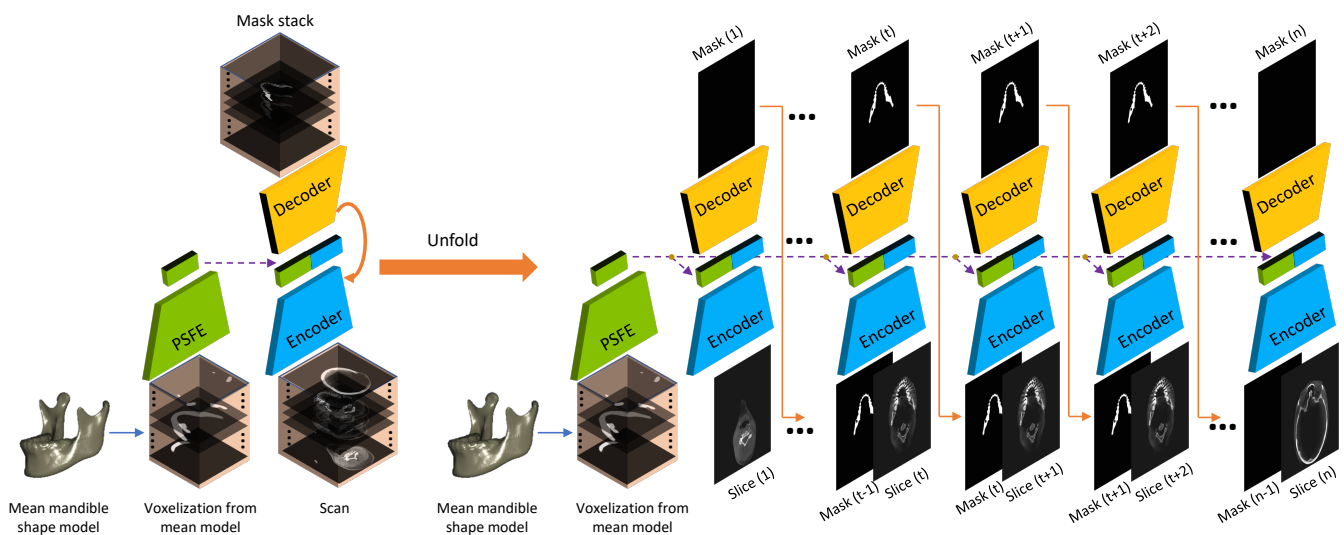 Mask stack
Decoder
PSFE
Encoder
Mean mandible
shape model
Voxelization from
mean model
Scan
Unfold
Mask (1)
Mask (t)
Mask (t+1)
Mask (t+2)
Mask (n)
Decoder
Decoder
Decoder
Decoder
Decoder
PSFE
Encoder
Encoder
Encoder
Encoder
Encoder
Mean mandible
shape model
Voxelization from
mean model
Slice (1)
Mask (t-1)
Slice (t)
Mask (t)
Slice (t+1)
Mask (t+1)
Slice (t+2)
Mask (n-1)
Slice (n)